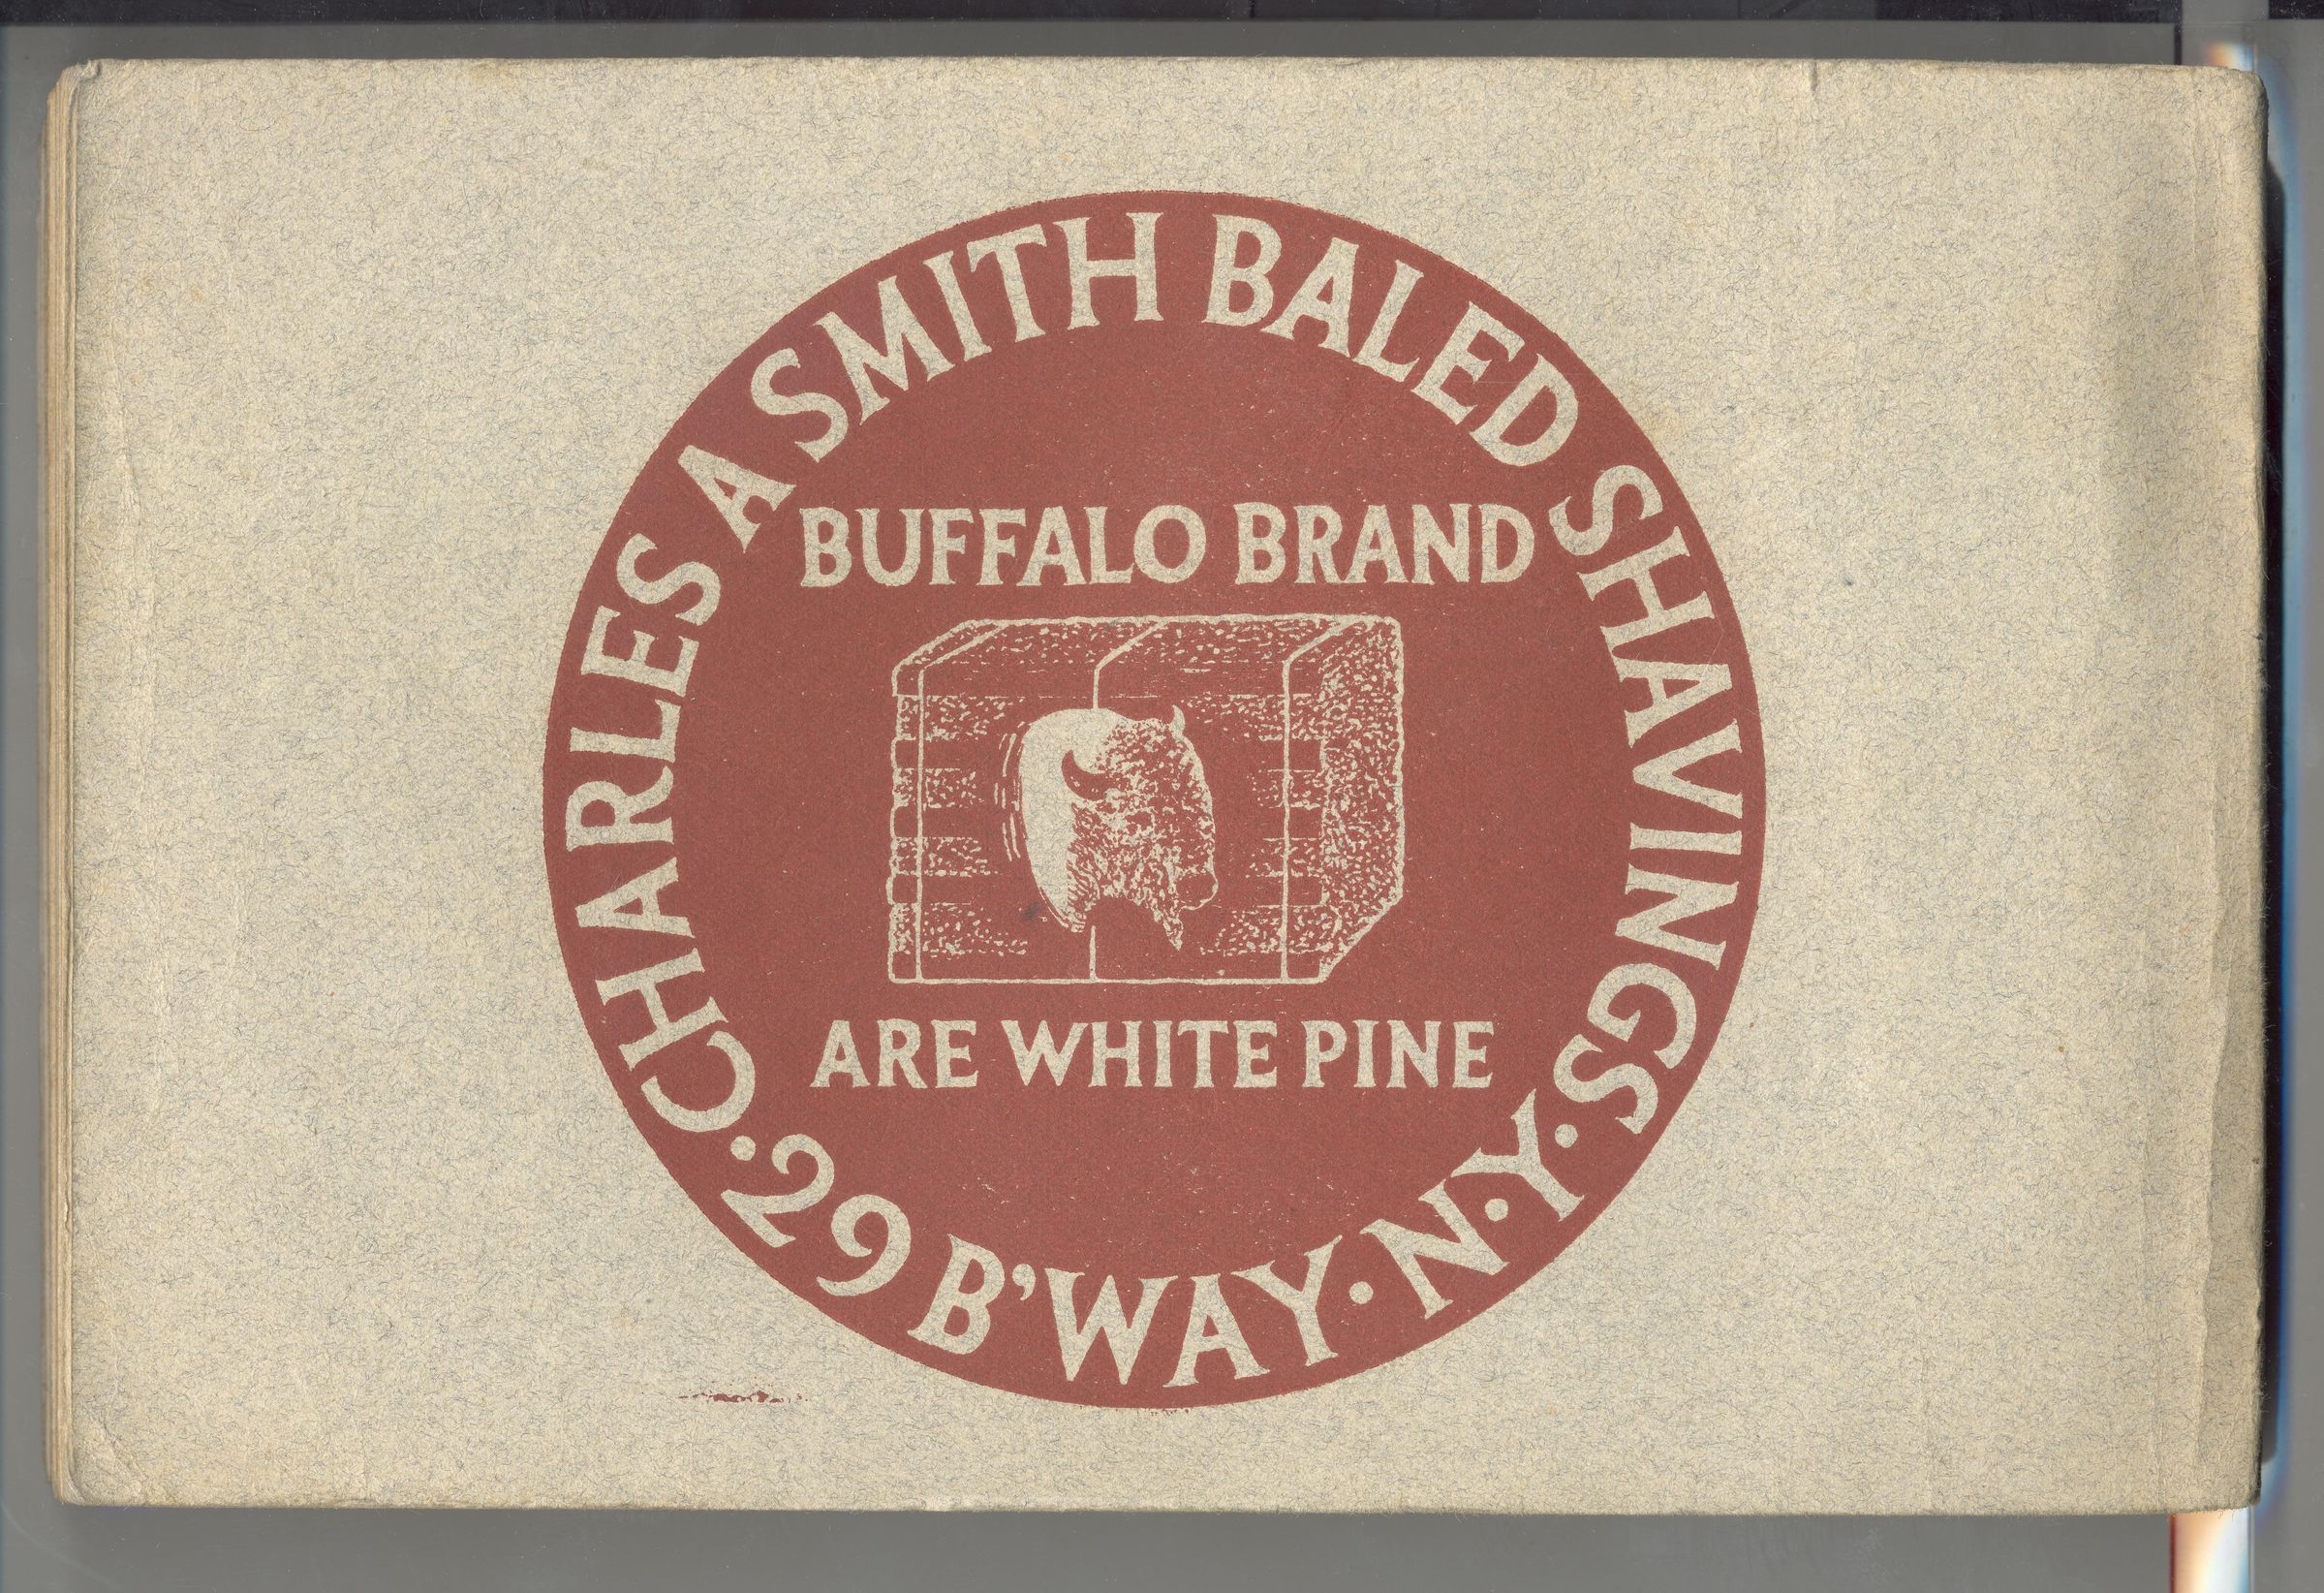 CHARLES A SMITH BALED SHAVINGS
BUFFALO BRAND
ARE WHITE PINE
·29 B'WAY·N·Y·